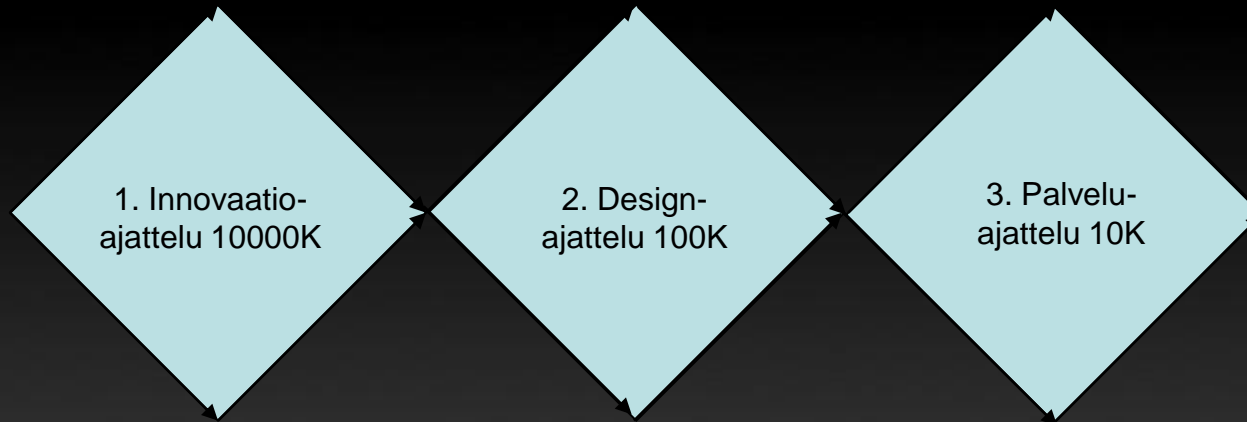 1. Innovaatio-
ajattelu 10000K
2. Design-
ajattelu 100K
3. Palvelu-
ajattelu 10K